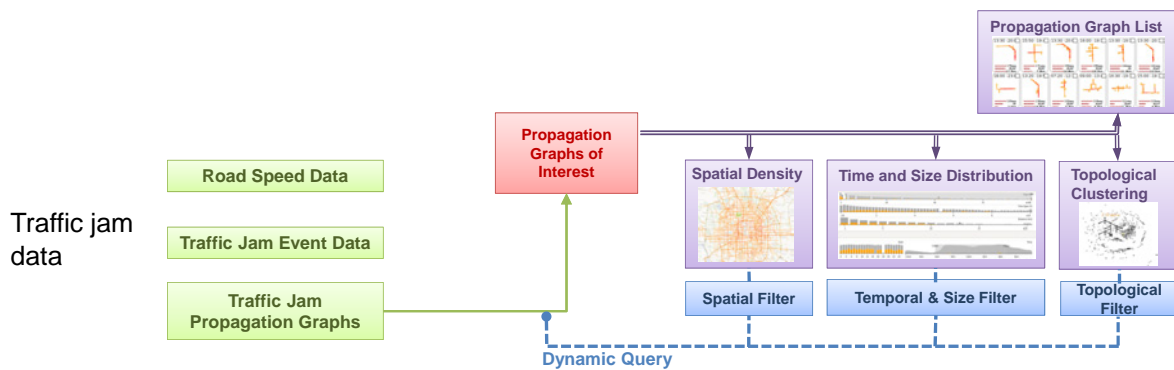 Propagation Graph List
Propagation
Graphs of
Interest
Road Speed Data
Spatial Density
Time and Size Distribution
Topological
Clustering
Traffic jam
data
Traffic Jam Event Data
Traffic Jam
Propagation Graphs
Spatial Filter
Temporal & Size Filter
Topological
Filter
Dynamic Query